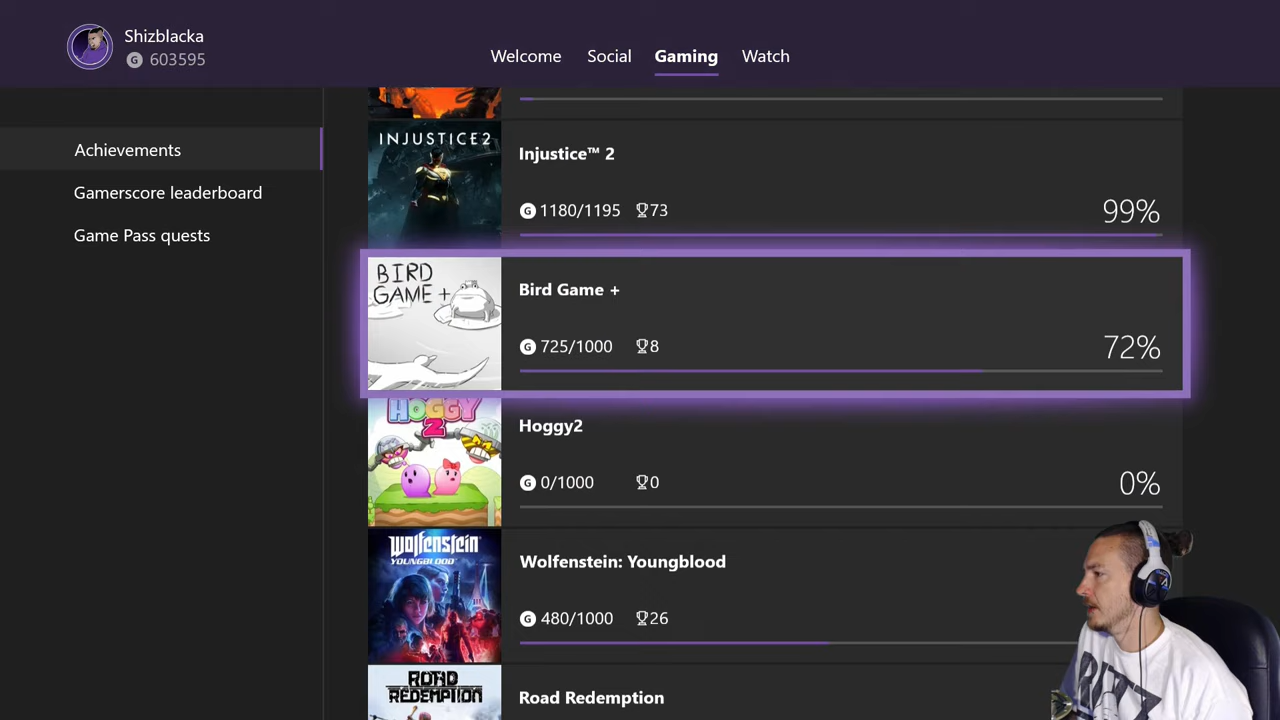 Shizblacka
G 603595
Welcome
Social
Gaming
Watch
Achievements
Gamerscore leaderboard
Game Pass quests
INJUSTICE 2
Injustice™ 2
G 1180/1195
73
99%
BIRD
GAME +
Bird Game +
G 725/1000
8
72%
HOGGY
2
Hoggy2
G 0/1000
0
0%
Wolfenstein
YOUNGBLOOD
Wolfenstein: Youngblood
G 480/1000
26
ROAD
REDEMPTION
Road Redemption